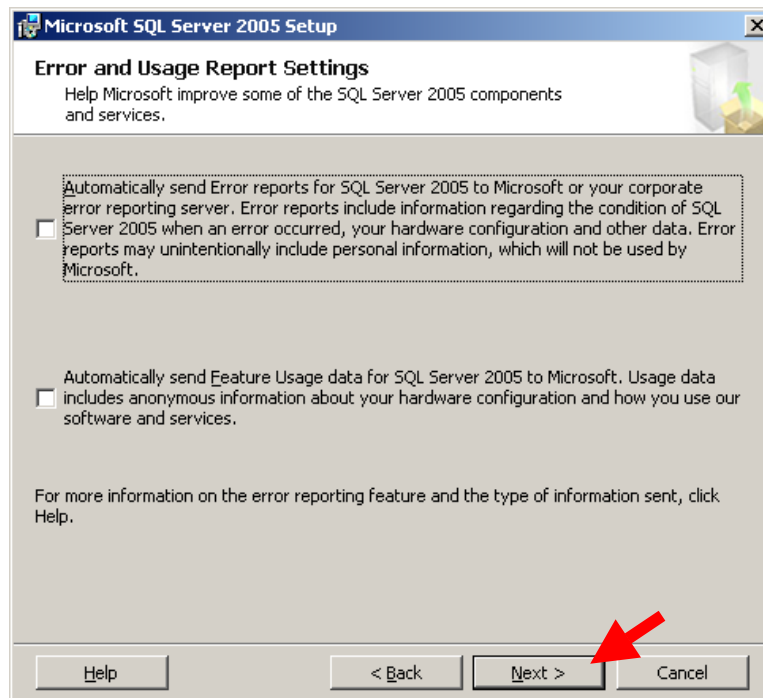 Microsoft SQL Server 2005 Setup
Error and Usage Report Settings
Help Microsoft improve some of the SQL Server 2005 components
and services.
Automatically send Error reports for SQL Server 2005 to Microsoft or your corporate
error reporting server. Error reports include information regarding the condition of SQL
Server 2005 when an error occurred, your hardware configuration and other data. Error
reports may unintentionally include personal information, which will not be used by
Microsoft.
Automatically send Feature Usage data for SQL Server 2005 to Microsoft. Usage data
includes anonymous information about your hardware configuration and how you use our
software and services.
For more information on the error reporting feature and the type of information sent, click
Help.
Help < Back Next > Cancel